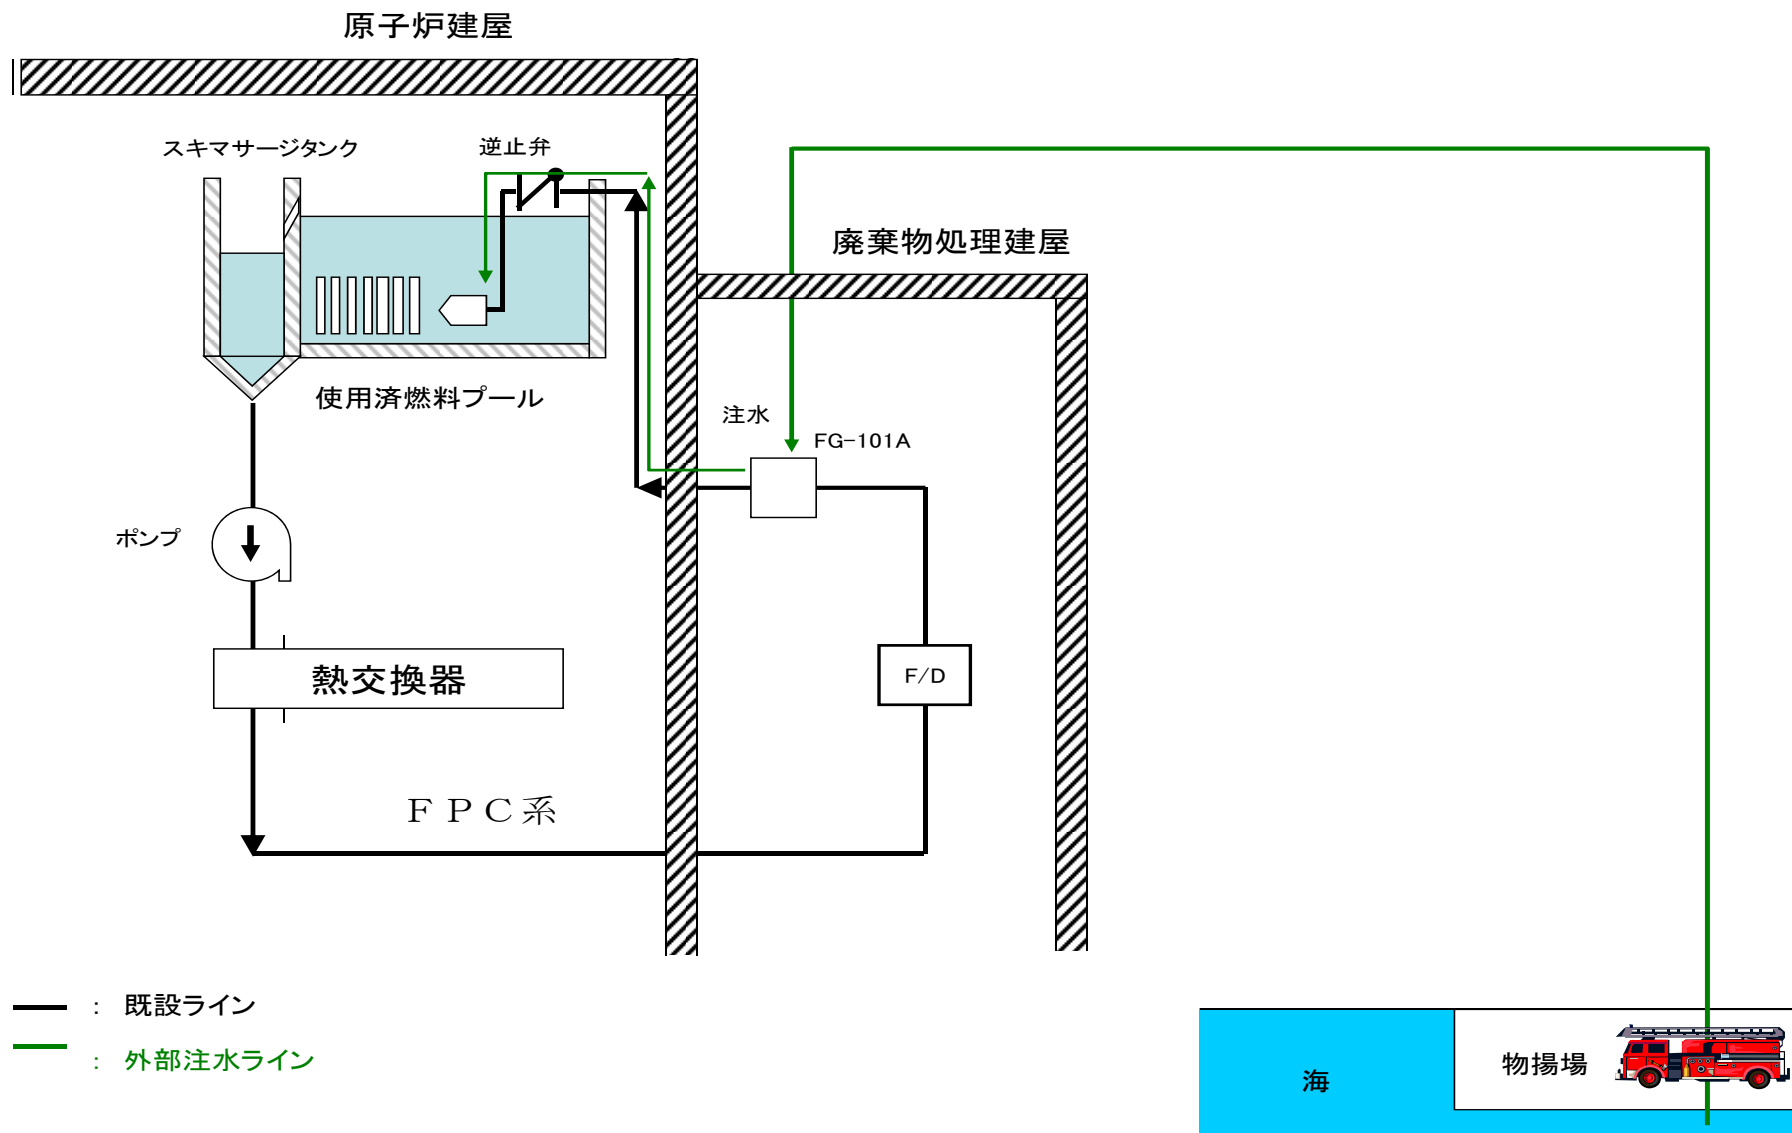 原子炉建屋
スキマサージタンク
逆止弁
廃棄物処理建屋
使用済燃料プール
注水
FG-101A
ポンプ
熱交換器
F/D
ＦＰＣ系
： 既設ライン
： 外部注水ライン
物揚場
海